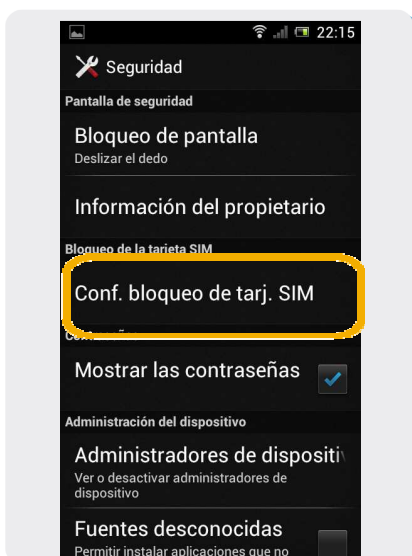 22:15
Seguridad
Pantalla de seguridad
Bloqueo de pantalla
Deslizar el dedo
Información del propietario
Bloqueo de la tarjeta SIM
Conf. bloqueo de tarj. SIM
Mostrar las contraseñas
Administración del dispositivo
Administradores de dispositi
Ver o desactivar administradores de
dispositivo
Fuentes desconocidas
Permitir instalar aplicaciones que no